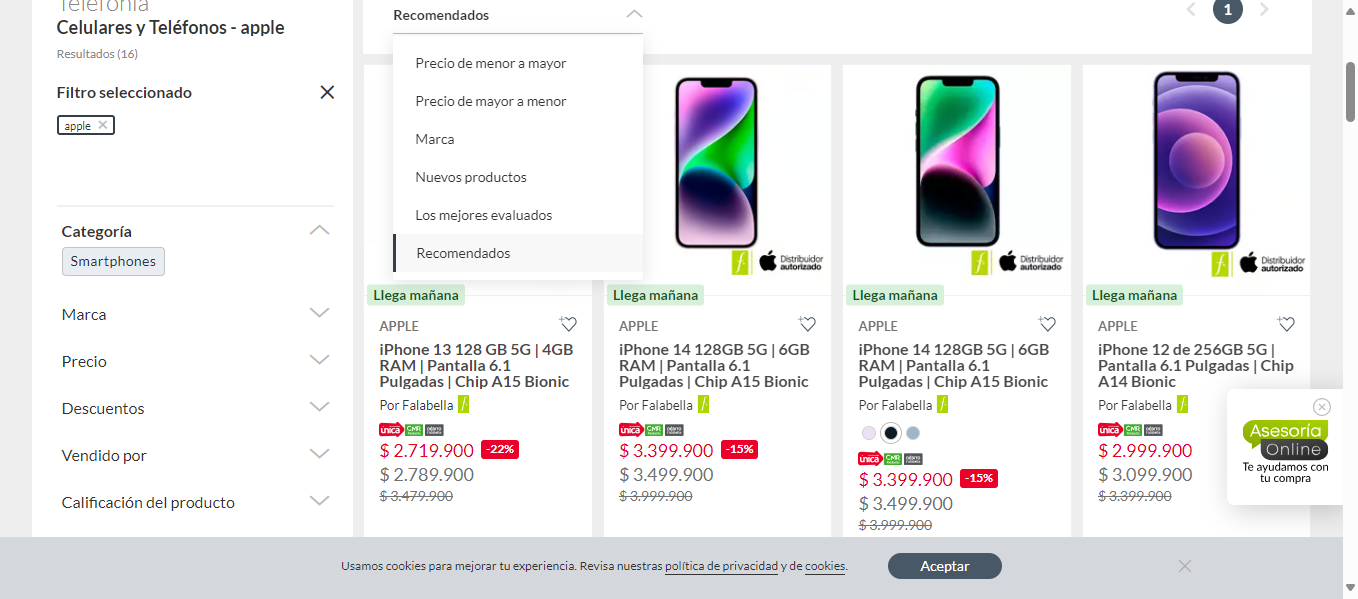 Telefonía
Celulares y Teléfonos - apple
Resultados (16)
Filtro seleccionado
apple
Categoría
Smartphones
Marca
Precio
Descuentos
Vendido por
Calificación del producto
Recomendados
Precio de menor a mayor
Precio de mayor a menor
Marca
Nuevos productos
Los mejores evaluados
Recomendados
1
Llega mañana
APPLE
iPhone 13 128 GB 5G | 4GB
RAM | Pantalla 6.1
Pulgadas | Chip A15 Bionic
Por Falabella f
unica CMR
$ 2.719.900 -22%
$ 2.789.900
$ 3.479.900
f Distribuidor
autorizado
Llega mañana
APPLE
iPhone 14 128GB 5G | 6GB
RAM | Pantalla 6.1
Pulgadas | Chip A15 Bionic
Por Falabella f
unica CMR
$ 3.399.900 -15%
$ 3.499.900
$ 3.999.900
f Distribuidor
autorizado
Llega mañana
APPLE
iPhone 14 128GB 5G | 6GB
RAM | Pantalla 6.1
Pulgadas | Chip A15 Bionic
Por Falabella f
unica CMR
$ 3.399.900 -15%
$ 3.499.900
$ 3.999.900
f Distribuidor
autorizado
Llega mañana
APPLE
iPhone 12 de 256GB 5G |
Pantalla 6.1 Pulgadas | Chip
A14 Bionic
Por Falabella f
unica CMR
$ 2.999.900
$ 3.099.900
$ 3.399.900
Asesoría
Online
Te ayudamos con
tu compra
Usamos cookies para mejorar tu experiencia. Revisa nuestras política de privacidad y de cookies.
Aceptar